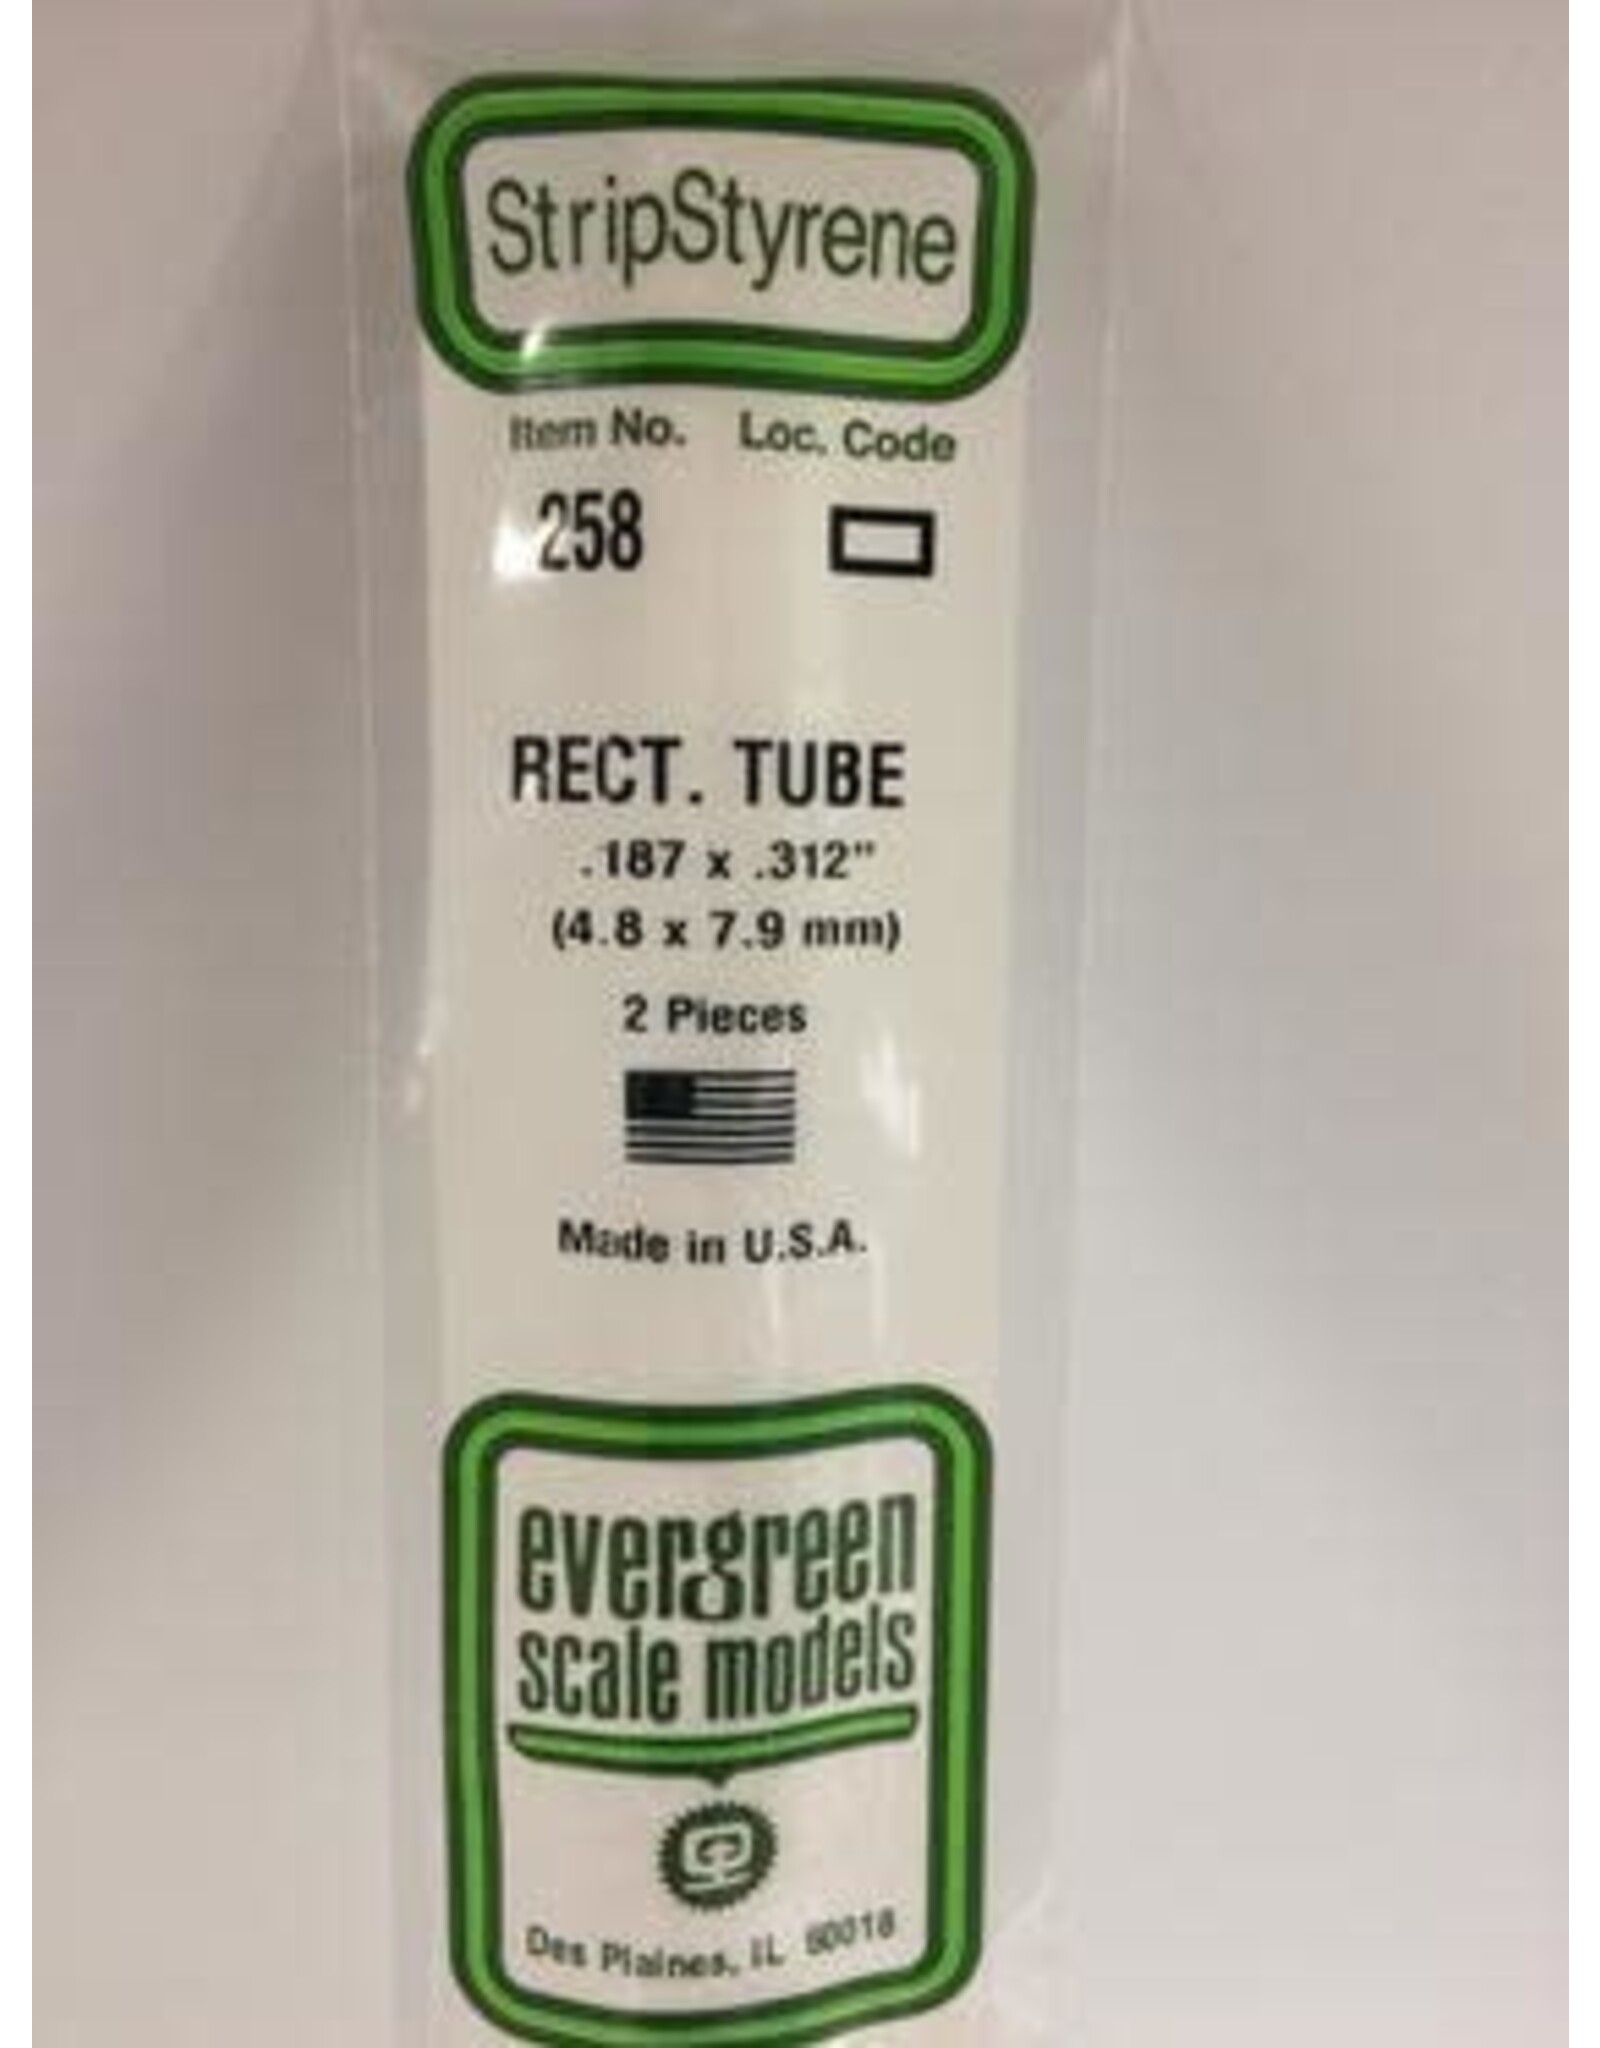 StripStyrene
Item No. Loc. Code
258
RECT. TUBE
.187 x .312"
(4.8 x 7.9 mm)
2 Pieces
Made in U.S.A.
evergreen
scale models
Des Plaines, IL 60018